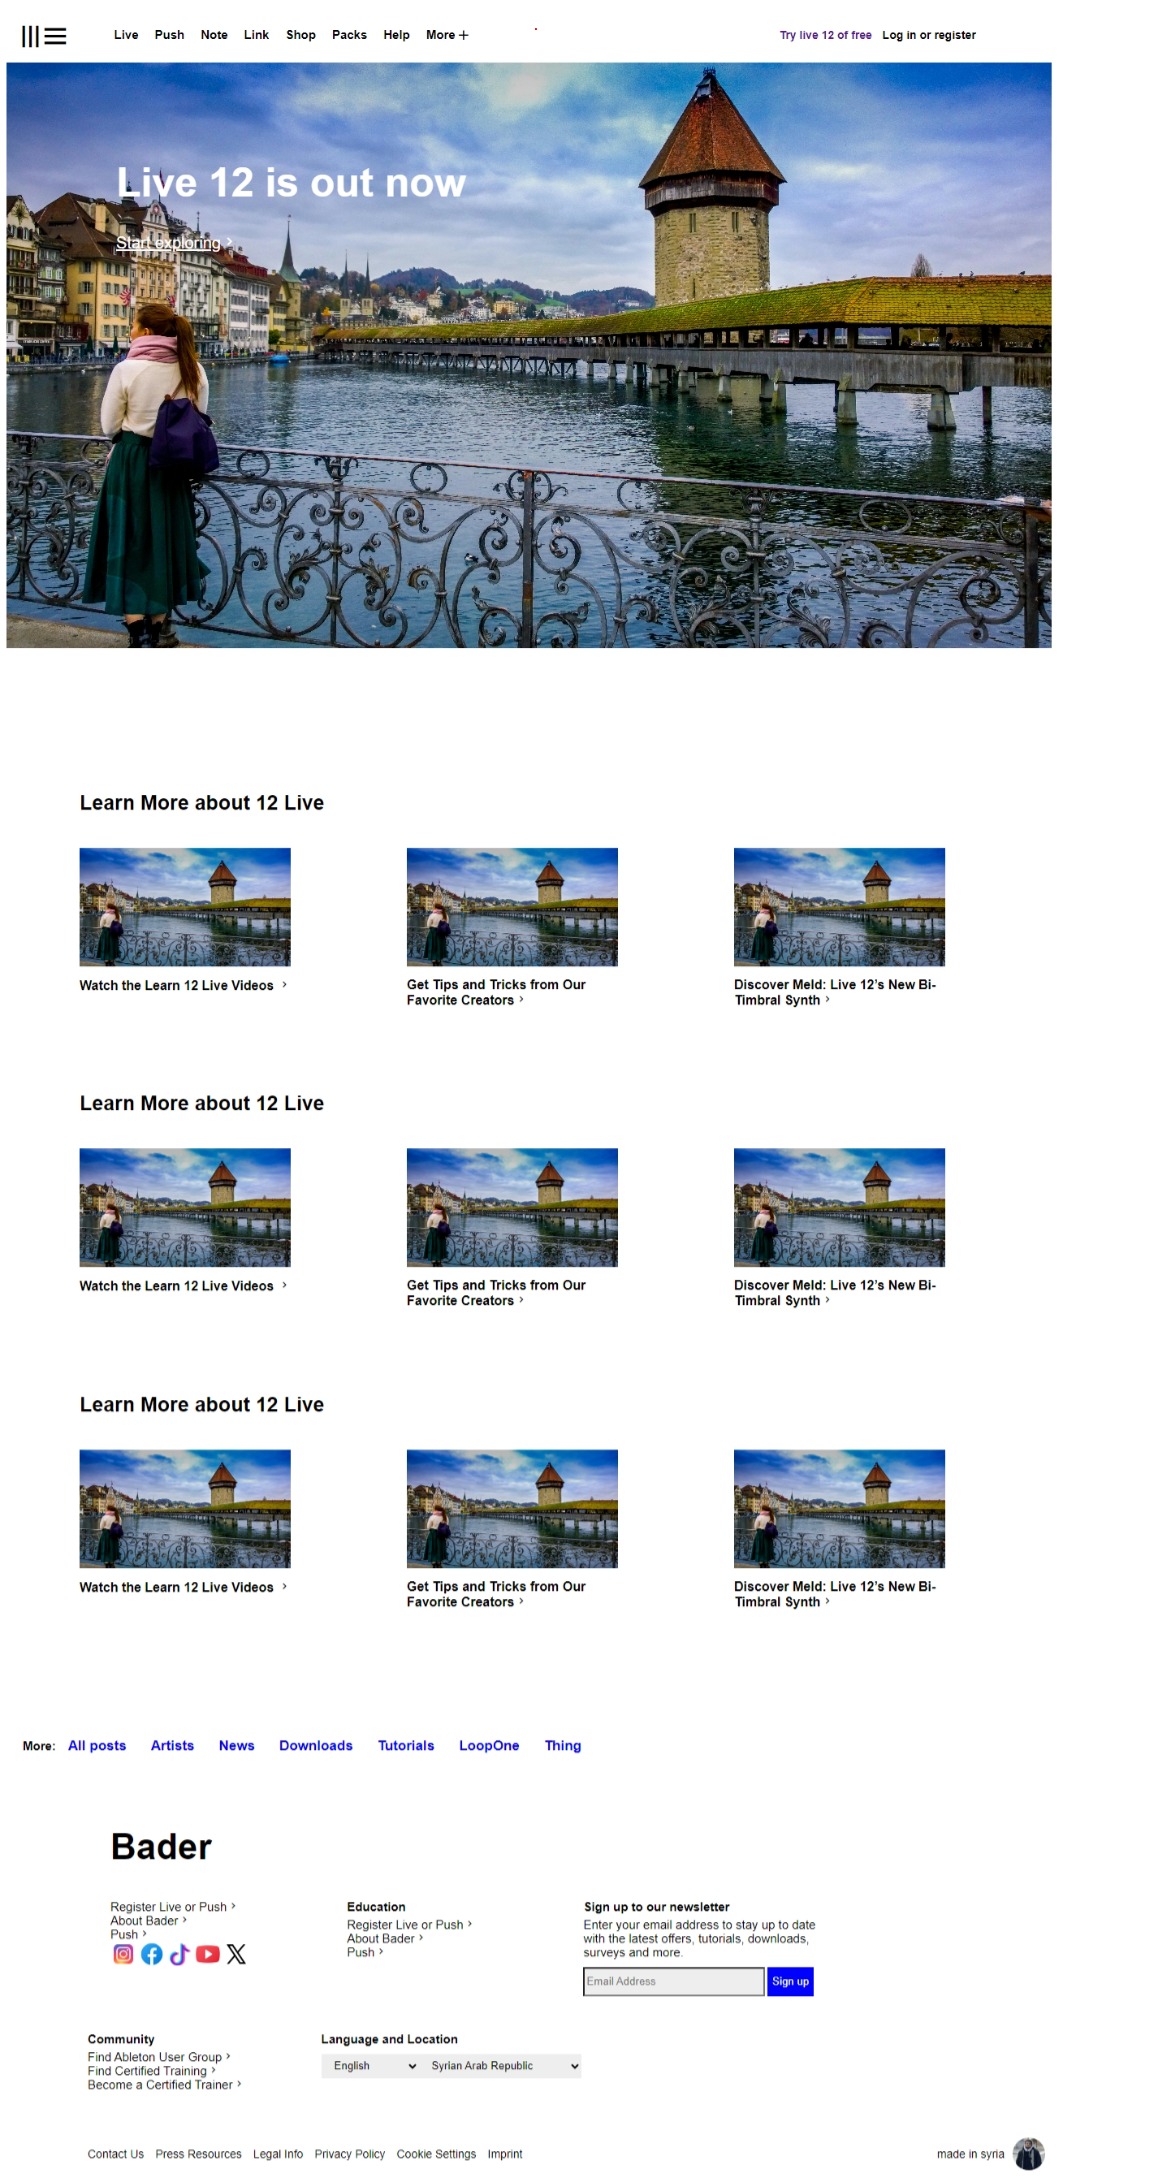 Live Push Note Link Shop Packs Help More +
Try live 12 of free Log in or register
Live 12 is out now
Start exploring >
Learn More about 12 Live
Watch the Learn 12 Live Videos >
Get Tips and Tricks from Our
Favorite Creators >
Discover Meld: Live 12’s New Bi-
Timbral Synth >
Learn More about 12 Live
Watch the Learn 12 Live Videos >
Get Tips and Tricks from Our
Favorite Creators >
Discover Meld: Live 12’s New Bi-
Timbral Synth >
Learn More about 12 Live
Watch the Learn 12 Live Videos >
Get Tips and Tricks from Our
Favorite Creators >
Discover Meld: Live 12’s New Bi-
Timbral Synth >
More: All posts Artists News Downloads Tutorials LoopOne Thing
Bader
Register Live or Push >
About Bader >
Push >
Education
Register Live or Push >
About Bader >
Push >
Sign up to our newsletter
Enter your email address to stay up to date
with the latest offers, tutorials, downloads,
surveys and more.
Email Address Sign up
Community
Find Ableton User Group >
Find Certified Training >
Become a Certified Trainer >
Language and Location
English Syrian Arab Republic
Contact Us Press Resources Legal Info Privacy Policy Cookie Settings Imprint
made in syria